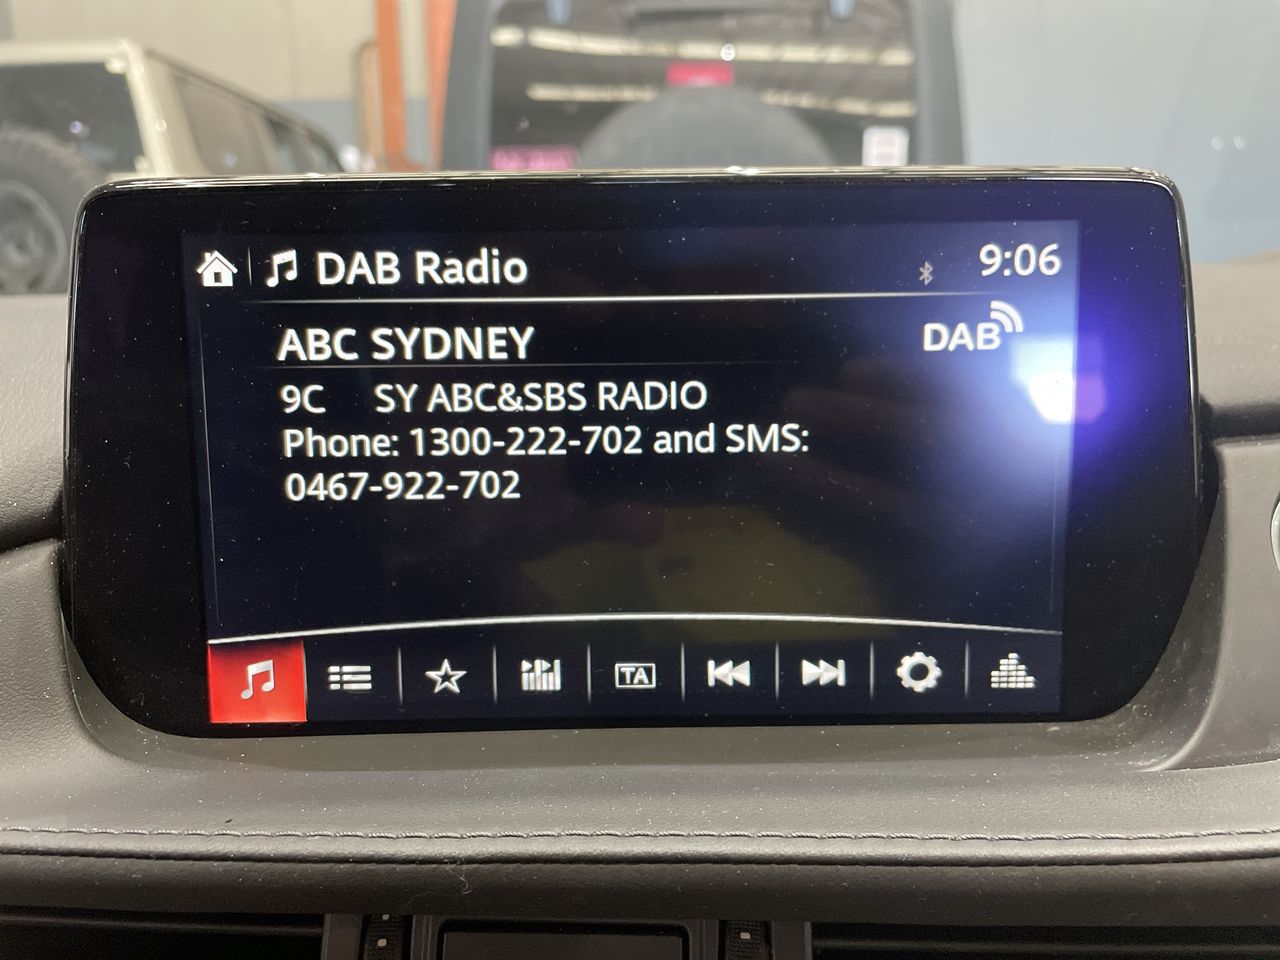 DAB Radio
9:06
ABC SYDNEY
DAB
9C SY ABC&SBS RADIO
Phone: 1300-222-702 and SMS:
0467-922-702
TA